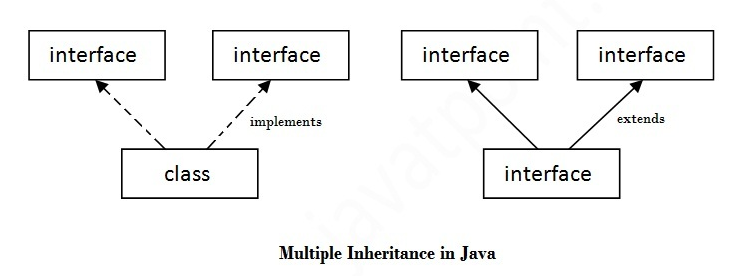 interface interface interface interface
implements extends
class interface
Multiple Inheritance in Java